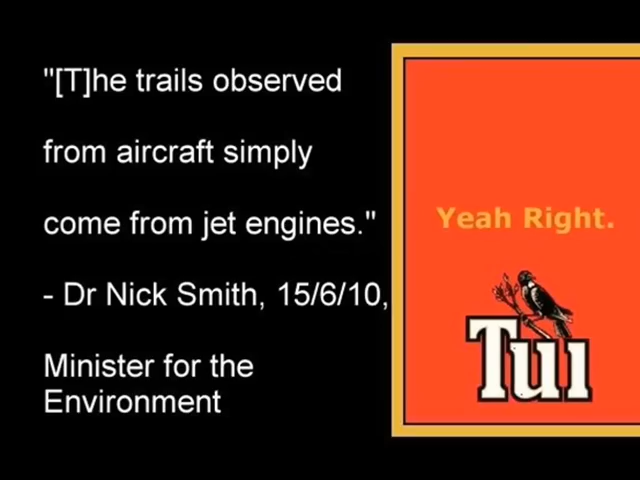 "[T]he trails observed
from aircraft simply
come from jet engines."
- Dr Nick Smith, 15/6/10,
Minister for the
Environment
Yeah Right.
Tui